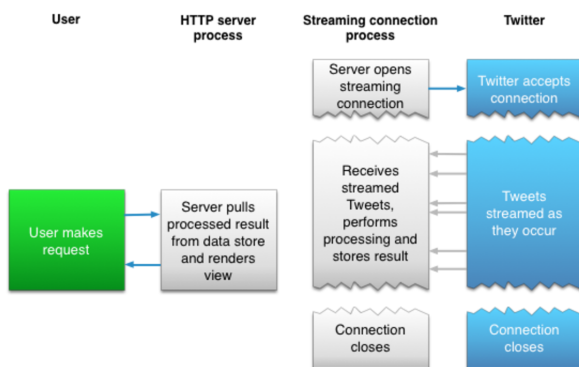 User
HTTP server
process
Streaming connection
process
Twitter
Server opens
streaming
connection
Twitter accepts
connection
User makes
request
Server pulls
processed result
from data store
and renders
view
Receives
streamed
Tweets,
performs
processing and
stores result
Tweets
streamed as
they occur
Connection
closes
Connection
closes